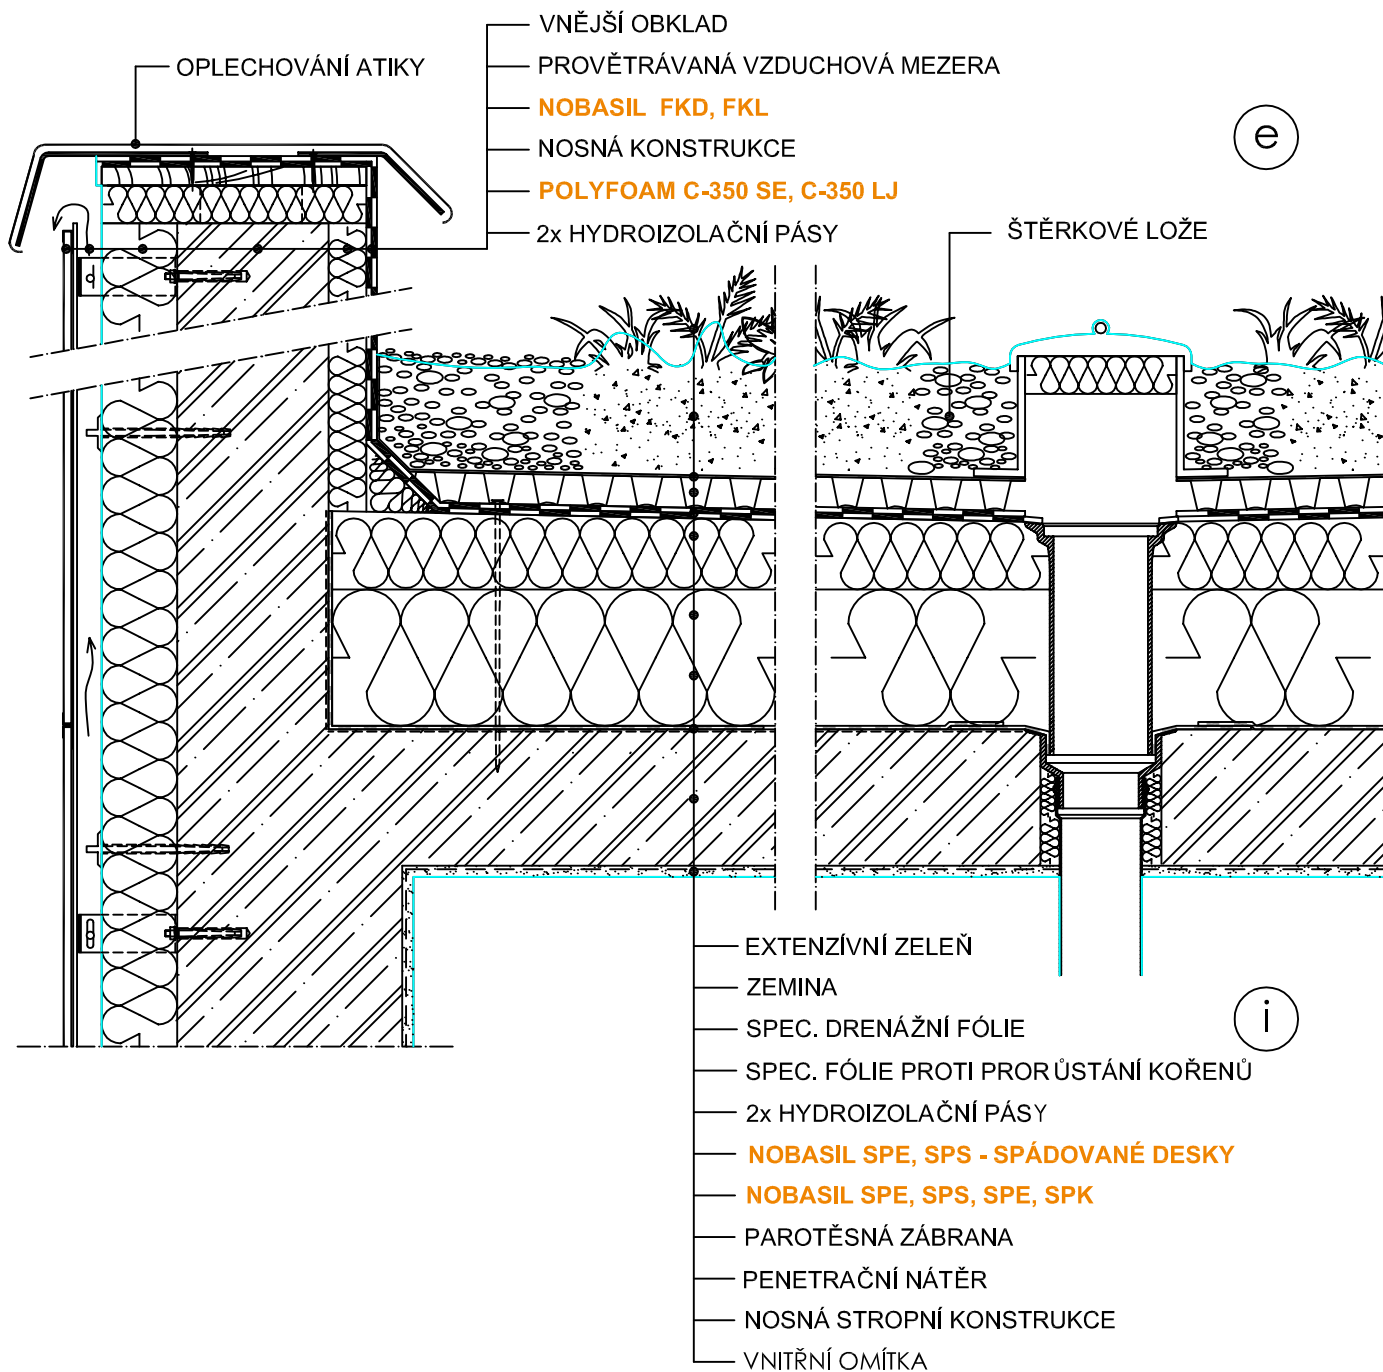 VNĚJŠÍ OBKLAD
OPLECHOVÁNÍ ATIKY
PROVĚTRÁVANÁ VZDUCHOVÁ MEZERA
NOBASIL FKD, FKL
NOSNÁ KONSTRUKCE
POLYFOAM C-350 SE, C-350 LJ
2x HYDROIZOLAČNÍ PÁSY
e
ŠTĚRKOVÉ LOŽE
EXTENZÍVNÍ ZELEŇ
ZEMINA
SPEC. DRENÁŽNÍ FÓLIE
SPEC. FÓLIE PROTI PRORŮSTÁNÍ KOŘENŮ
2x HYDROIZOLAČNÍ PÁSY
NOBASIL SPE, SPS - SPÁDOVANÉ DESKY
NOBASIL SPE, SPS, SPE, SPK
PAROTĚSNÁ ZÁBRANA
PENETRAČNÍ NÁTĚR
NOSNÁ STROPNÍ KONSTRUKCE
VNITŘNÍ OMÍTKA
i